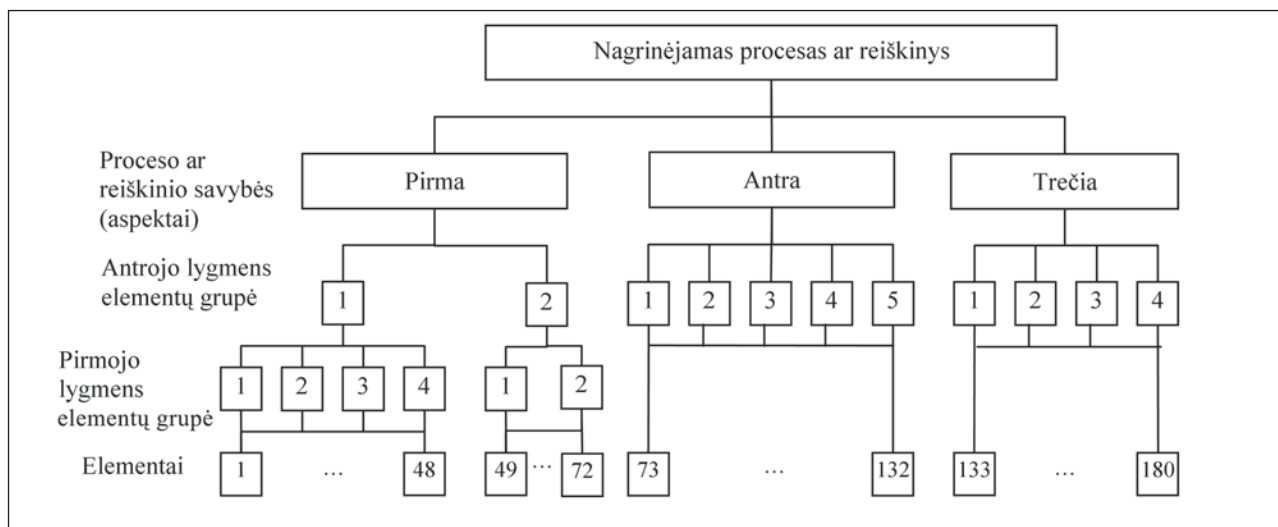 Nagrinėjamas procesas ar reiškinys
Proceso ar
reiškinio savybės
(aspektai)
Pirma
Antra
Trečia
Antrojo lygmens
elementų grupė
1
2
1
2
3
4
5
1
2
3
4
Pirmojo
lygmens
elementų grupė
1
2
3
4
1
2
Elementai
1
...
48
49
...
72
73
...
132
133
...
180